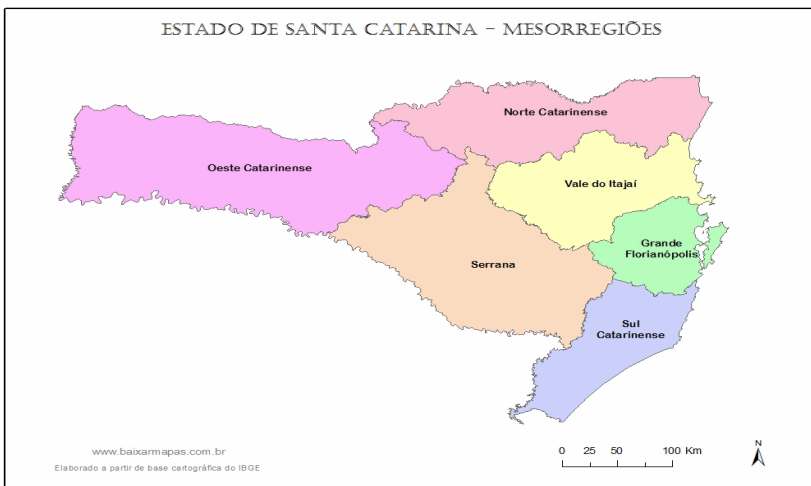 ESTADO DE SANTA CATARINA – MESORREGIÕES
Norte Catarinense
Oeste Catarinense
Vale do Itajaí
Grande
Florianópolis
Serrana
Sul
Catarinense
www.baixarmapas.com.br
Elaborado a partir de base cartográfica do IBGE
0 25 50 100 Km
N